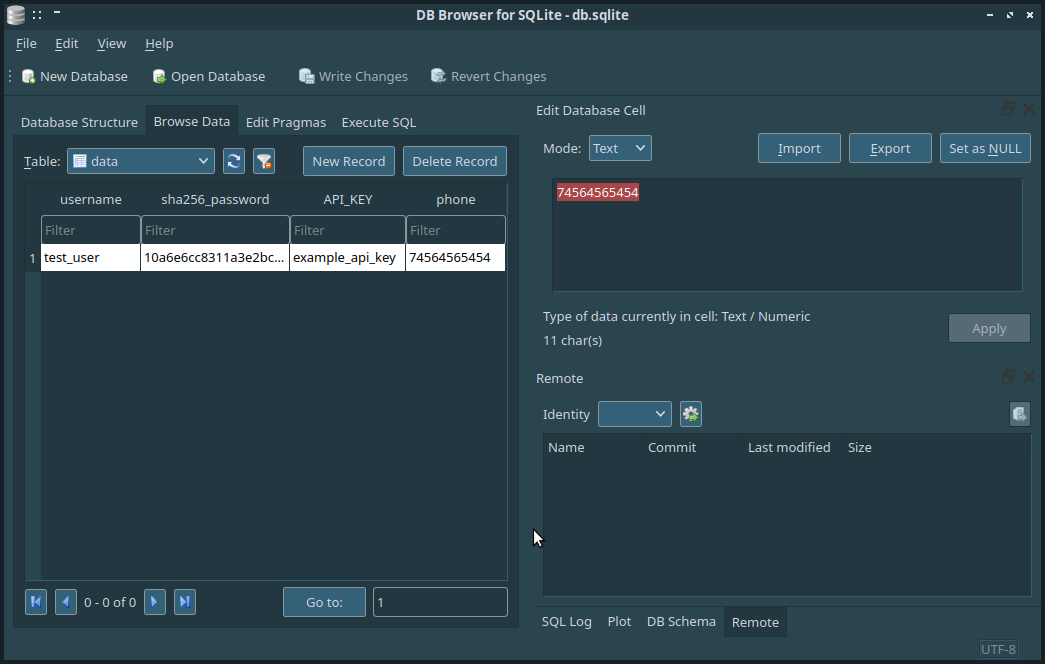 DB Browser for SQLite - db.sqlite
File Edit View Help
New Database Open Database Write Changes Revert Changes
Database Structure Browse Data Edit Pragmas Execute SQL
Table: data New Record Delete Record
username sha256_password API_KEY phone
Filter Filter Filter Filter
1 test_user 10a6e6cc8311a3e2bc... example_api_key 74564565454
0 - 0 of 0 Go to: 1
Edit Database Cell
Mode: Text Import Export Set as NULL
74564565454
Type of data currently in cell: Text / Numeric
11 char(s)
Apply
Remote
Identity
Name Commit Last modified Size
SQL Log Plot DB Schema Remote
UTF-8